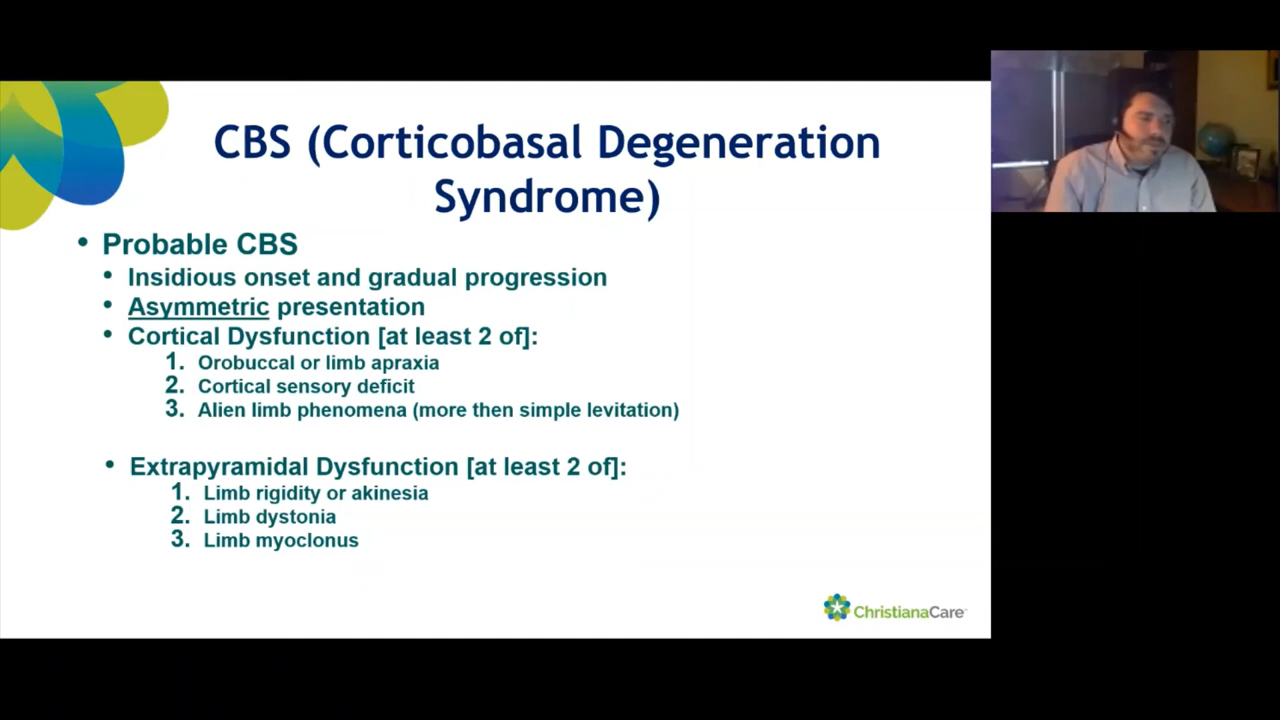 CBS (Corticobasal Degeneration
Syndrome)
• Probable CBS
• Insidious onset and gradual progression
• Asymmetric presentation
• Cortical Dysfunction [at least 2 of]:
1. Orobuccal or limb apraxia
2. Cortical sensory deficit
3. Alien limb phenomena (more then simple levitation)
• Extrapyramidal Dysfunction [at least 2 of]:
1. Limb rigidity or akinesia
2. Limb dystonia
3. Limb myoclonus
ChristianaCare